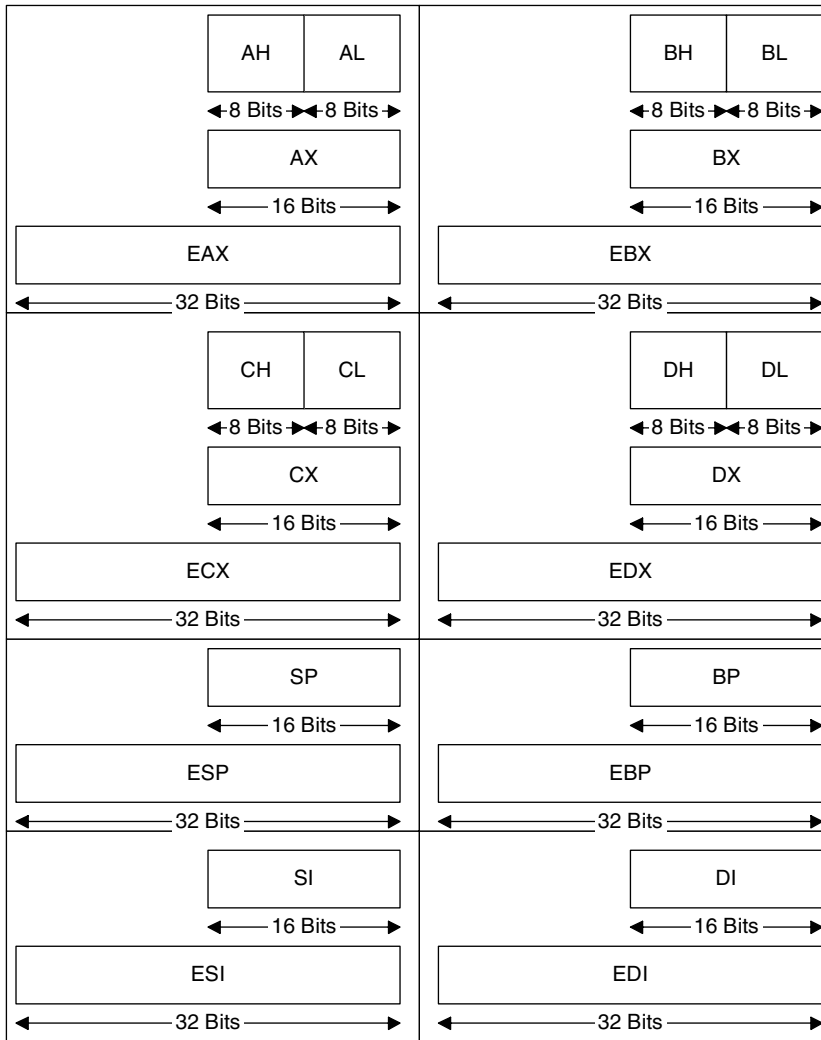 AH AL BH BL
8 Bits 8 Bits 8 Bits 8 Bits
AX BX
16 Bits 16 Bits
EAX EBX
32 Bits 32 Bits
CH CL DH DL
8 Bits 8 Bits 8 Bits 8 Bits
CX DX
16 Bits 16 Bits
ECX EDX
32 Bits 32 Bits
SP BP
16 Bits 16 Bits
ESP EBP
32 Bits 32 Bits
SI DI
16 Bits 16 Bits
ESI EDI
32 Bits 32 Bits